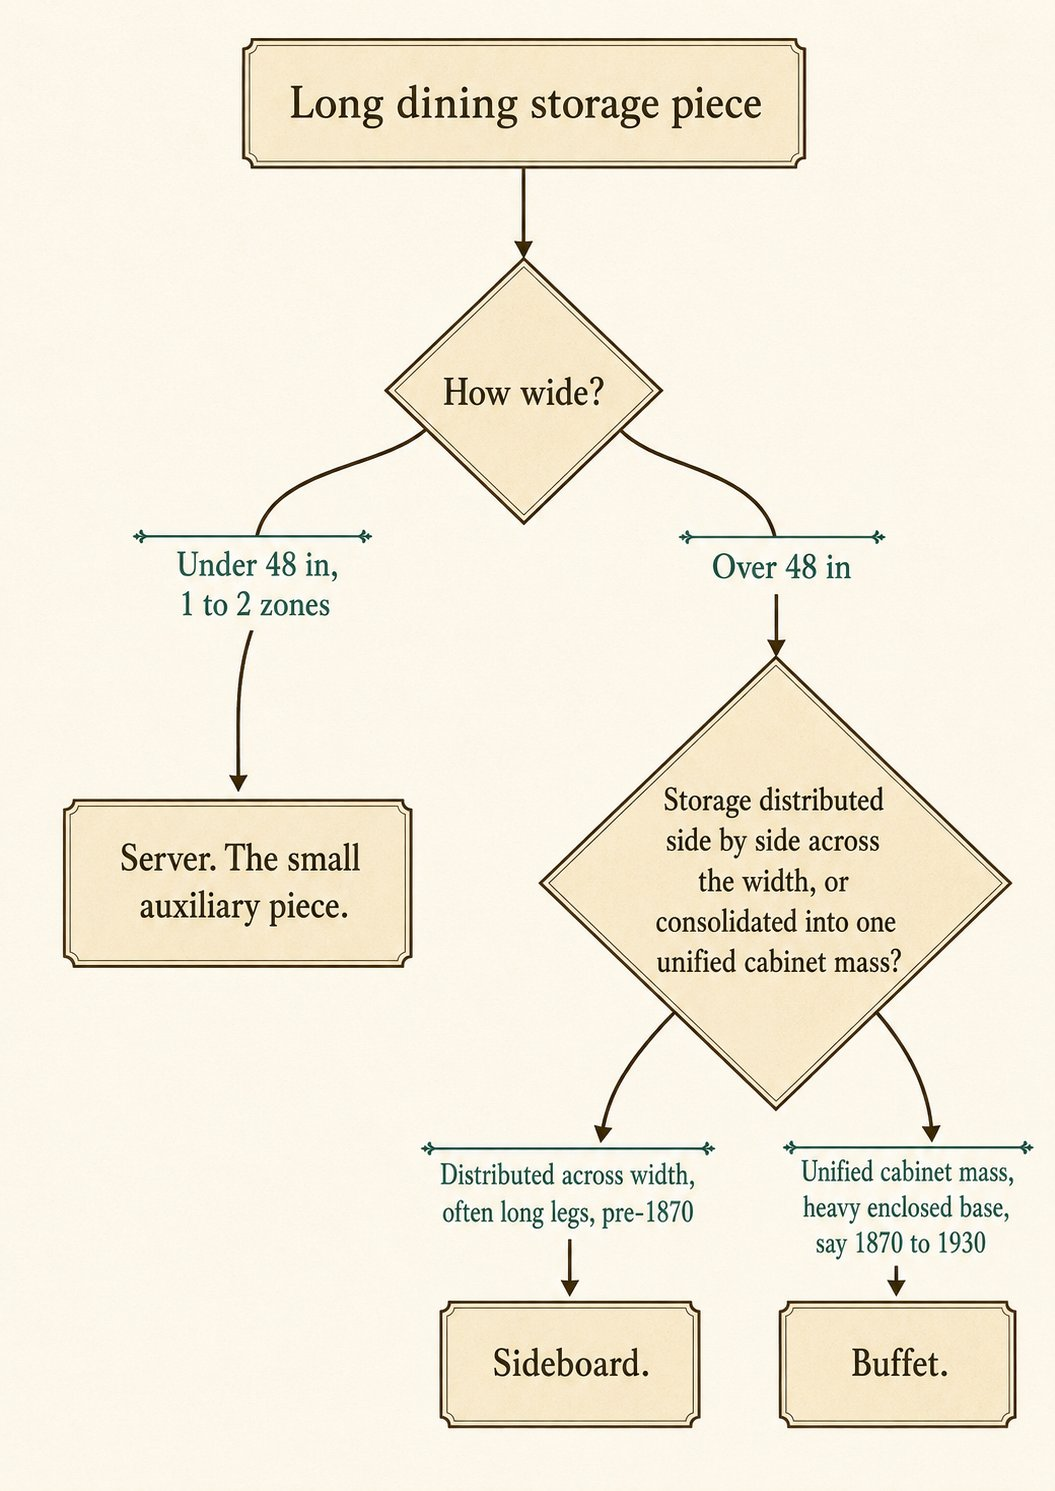 Long dining storage piece
How wide?
Under 48 in,
1 to 2 zones
Over 48 in
Server. The small
auxiliary piece.
Storage distributed
side by side across
the width, or
consolidated into one
unified cabinet mass?
Distributed across width,
often long legs, pre-1870
Unified cabinet mass,
heavy enclosed base,
say 1870 to 1930
Sideboard.
Buffet.